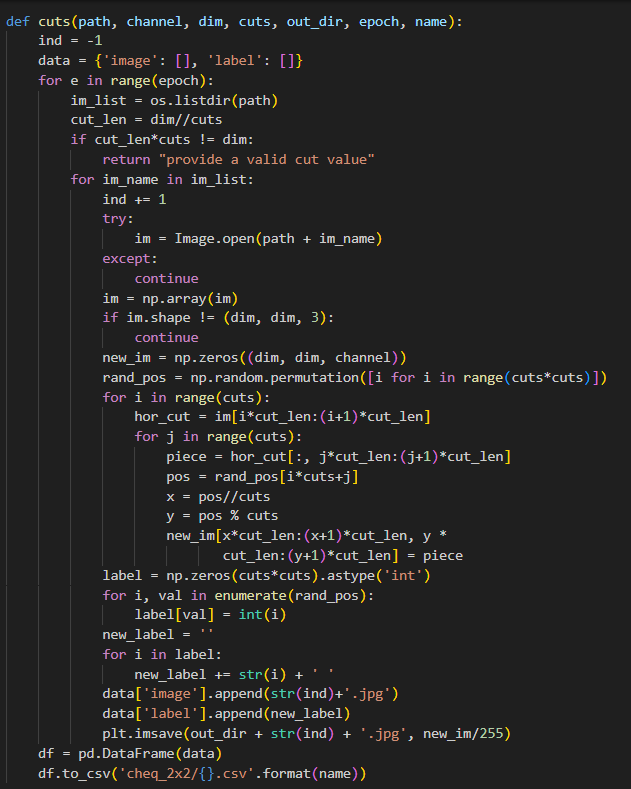 def cuts(path, channel, dim, cuts, out_dir, epoch, name):
    ind = -1
    data = {'image': [], 'label': []}
    for e in range(epoch):
        im_list = os.listdir(path)
        cut_len = dim//cuts
        if cut_len*cuts != dim:
            return "provide a valid cut value"
        for im_name in im_list:
            ind += 1
            try:
                im = Image.open(path + im_name)
            except:
                continue
            im = np.array(im)
            if im.shape != (dim, dim, 3):
                continue
            new_im = np.zeros((dim, dim, channel))
            rand_pos = np.random.permutation([i for i in range(cuts*cuts)])
            for i in range(cuts):
                hor_cut = im[i*cut_len:(i+1)*cut_len]
                for j in range(cuts):
                    piece = hor_cut[:, j*cut_len:(j+1)*cut_len]
                    pos = rand_pos[i*cuts+j]
                    x = pos//cuts
                    y = pos % cuts
                    new_im[x*cut_len:(x+1)*cut_len, y *
                           cut_len:(y+1)*cut_len] = piece
            label = np.zeros(cuts*cuts).astype('int')
            for i, val in enumerate(rand_pos):
                label[val] = int(i)
            new_label = ''
            for i in label:
                new_label += str(i) + ' '
            data['image'].append(str(ind)+'.jpg')
            data['label'].append(new_label)
            plt.imsave(out_dir + str(ind) + '.jpg', new_im/255)
    df = pd.DataFrame(data)
    df.to_csv('cheq_2x2/{}.csv'.format(name))